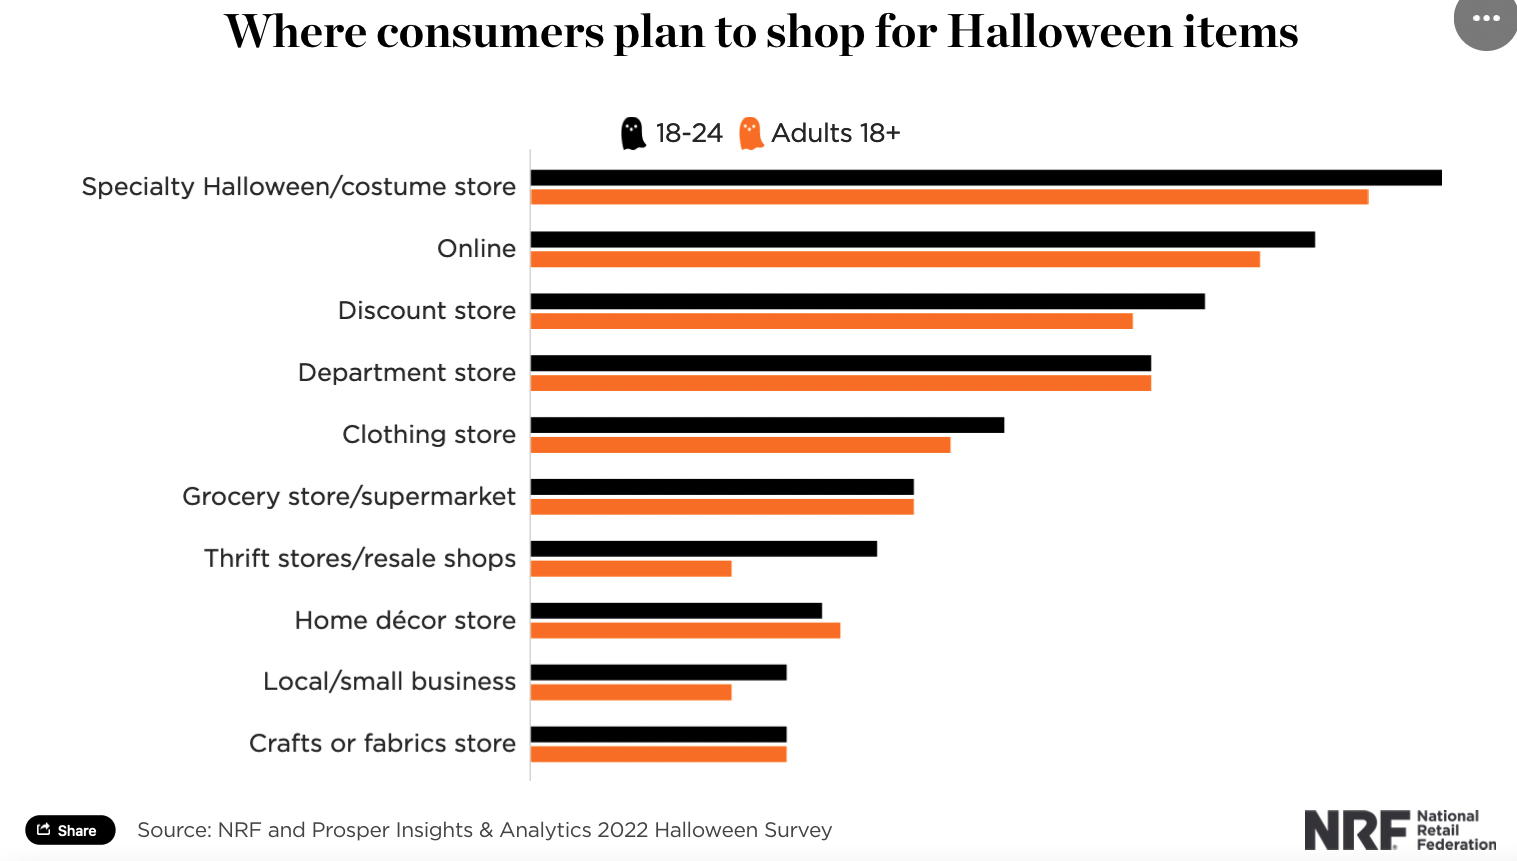 Where consumers plan to shop for Halloween items
18-24 Adults 18+
Specialty Halloween/costume store
Online
Discount store
Department store
Clothing store
Grocery store/supermarket
Thrift stores/resale shops
Home décor store
Local/small business
Crafts or fabrics store
Share
Source: NRF and Prosper Insights & Analytics 2022 Halloween Survey
NRF
National
Retail
Federation